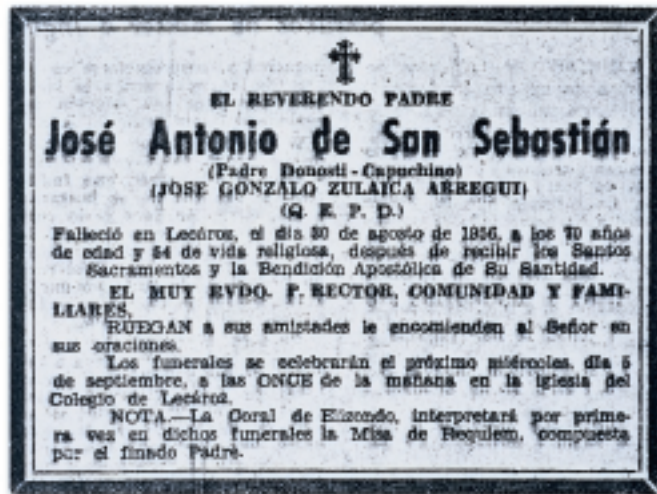 EL REVERENDO PADRE
José Antonio de San Sebastián
(Padre Donosti - Capuchino)
(JOSE GONZALO ZULAICA ARREGUI)
(Q. E. P. D.)
Falleció en Lecároz, el día 30 de agosto de 1956, a los 70 años
de edad y 54 de vida religiosa, después de recibir los Santos
Sacramentos y la Bendición Apostólica de Su Santidad.
EL MUY RVDO. P. RECTOR, COMUNIDAD Y FAMI-
LIARES,
RUEGAN a sus amistades le encomienden al Señor en
sus oraciones.
Los funerales se celebrarán el próximo miércoles, día 5
de septiembre, a las ONCE de la mañana en la iglesia del
Colegio de Lecároz.
NOTA.—La Coral de Elizondo, interpretará por prime-
ra vez en dichos funerales la Misa de Requiem, compuesta
por el finado Padre.